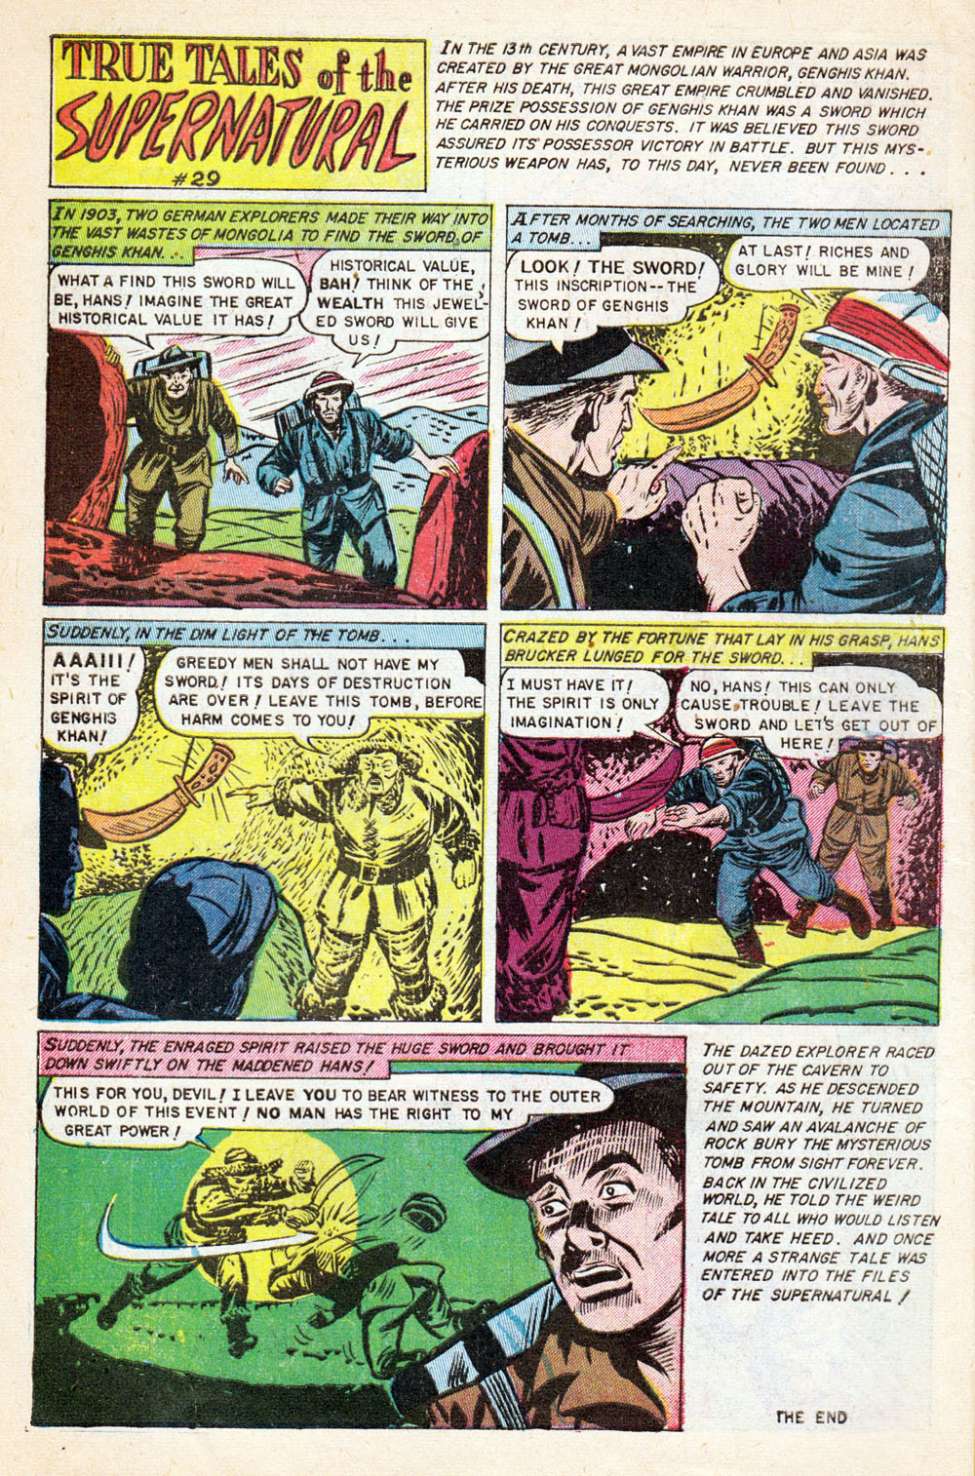 TRUE TALES of the
SUPERNATURAL
#29
IN THE 13th CENTURY, A VAST EMPIRE IN EUROPE AND ASIA WAS
CREATED BY THE GREAT MONGOLIAN WARRIOR, GENGHIS KHAN.
AFTER HIS DEATH, THIS GREAT EMPIRE CRUMBLED AND VANISHED.
THE PRIZE POSSESSION OF GENGHIS KHAN WAS A SWORD WHICH
HE CARRIED ON HIS CONQUESTS. IT WAS BELIEVED THIS SWORD
ASSURED ITS POSSESSOR VICTORY IN BATTLE. BUT THIS MYS-
TERIOUS WEAPON HAS, TO THIS DAY, NEVER BEEN FOUND . . .
IN 1903, TWO GERMAN EXPLORERS MADE THEIR WAY INTO
THE VAST WASTES OF MONGOLIA TO FIND THE SWORD OF
GENGHIS KHAN. . .
WHAT A FIND THIS SWORD WILL
BE, HANS! IMAGINE THE GREAT
HISTORICAL VALUE IT HAS!
HISTORICAL VALUE,
BAH! THINK OF THE
WEALTH THIS JEWEL-
ED SWORD WILL GIVE
US!
AFTER MONTHS OF SEARCHING, THE TWO MEN LOCATED
A TOMB...
LOOK! THE SWORD!
THIS INSCRIPTION--THE
SWORD OF GENGHIS
KHAN!
AT LAST! RICHES AND
GLORY WILL BE MINE!
SUDDENLY, IN THE DIM LIGHT OF THE TOMB. . .
AAAIII!
IT'S THE
SPIRIT OF
GENGHIS
KHAN!
GREEDY MEN SHALL NOT HAVE MY
SWORD! ITS DAYS OF DESTRUCTION
ARE OVER! LEAVE THIS TOMB, BEFORE
HARM COMES TO YOU!
CRAZED BY THE FORTUNE THAT LAY IN HIS GRASP, HANS
BRUCKER LUNGED FOR THE SWORD...
I MUST HAVE IT!
THE SPIRIT IS ONLY
IMAGINATION!
NO, HANS! THIS CAN ONLY
CAUSE TROUBLE! LEAVE THE
SWORD AND LET'S GET OUT OF
HERE!
SUDDENLY, THE ENRAGED SPIRIT RAISED THE HUGE SWORD AND BROUGHT IT
DOWN SWIFTLY ON THE MADDENED HANS!
THIS FOR YOU, DEVIL! I LEAVE YOU TO BEAR WITNESS TO THE OUTER
WORLD OF THIS EVENT! NO MAN HAS THE RIGHT TO MY
GREAT POWER!
THE DAZED EXPLORER RACED
OUT OF THE CAVERN TO
SAFETY. AS HE DESCENDED
THE MOUNTAIN, HE TURNED
AND SAW AN AVALANCHE OF
ROCK BURY THE MYSTERIOUS
TOMB FROM SIGHT FOREVER.
BACK IN THE CIVILIZED
WORLD, HE TOLD THE WEIRD
TALE TO ALL WHO WOULD LISTEN
AND TAKE HEED. AND ONCE
MORE A STRANGE TALE WAS
ENTERED INTO THE FILES
OF THE SUPERNATURAL!
THE END